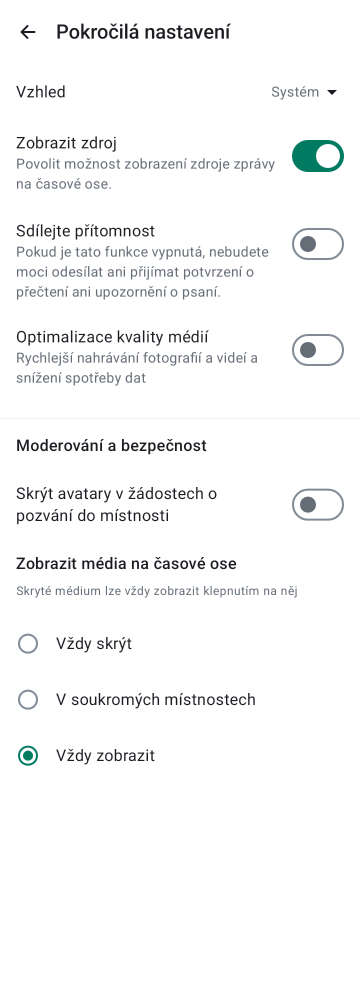 Pokročilá nastavení
Vzhled
Systém
Zobrazit zdroj
Povolit možnost zobrazení zdroje zprávy
na časové ose.
Sdílejte přítomnost
Pokud je tato funkce vypnutá, nebudete
moci odesílat ani přijímat potvrzení o
přečtení ani upozornění o psaní.
Optimalizace kvality médií
Rychlejší nahrávání fotografií a videí a
snížení spotřeby dat
Moderování a bezpečnost
Skrýt avatary v žádostech o
pozvání do místnosti
Zobrazit média na časové ose
Skryté médium lze vždy zobrazit klepnutím na něj
Vždy skrýt
V soukromých místnostech
Vždy zobrazit